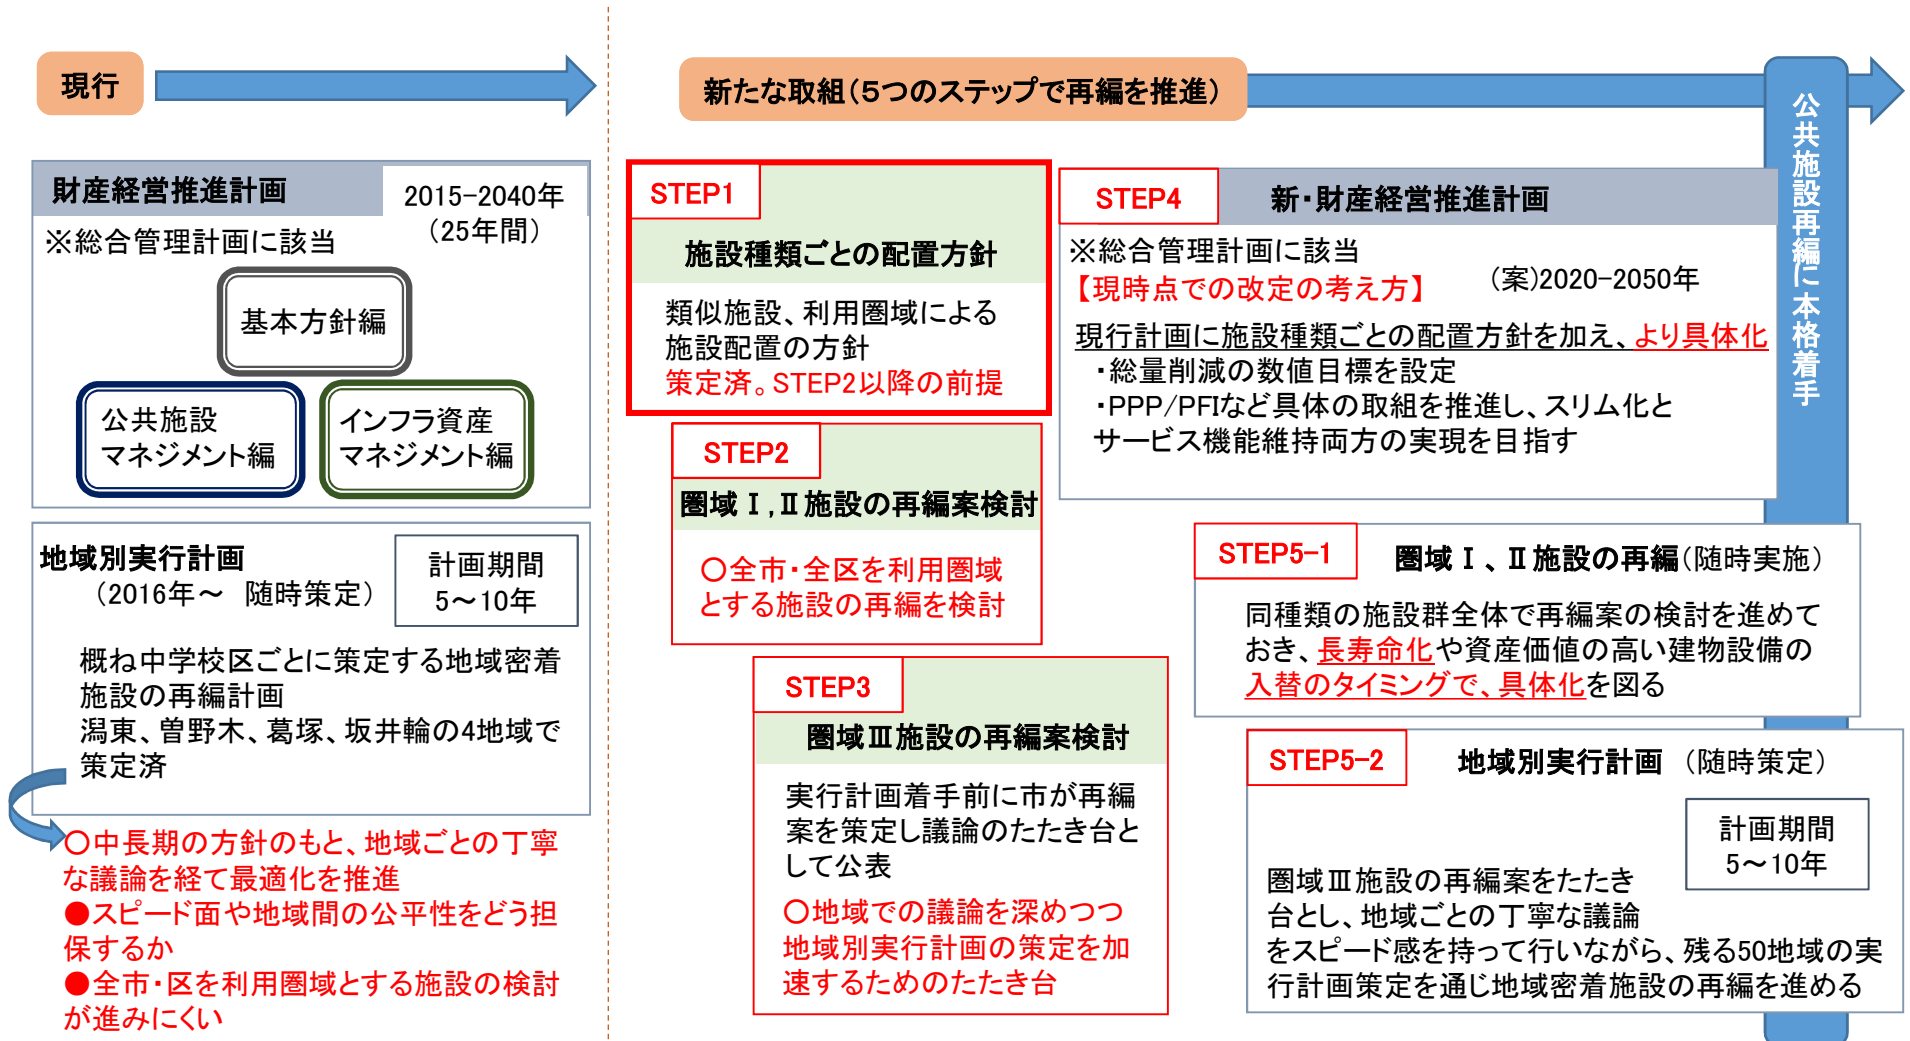 現行
財産経営推進計画
2015-2040年
（25年間）
※総合管理計画に該当
基本方針編
公共施設
マネジメント編
インフラ資産
マネジメント編
地域別実行計画
（2016年～　随時策定）
計画期間
5～10年
概ね中学校区ごとに策定する地域密着
施設の再編計画
潟東、曽野木、葛塚、坂井輪の4地域で
策定済
〇中長期の方針のもと、地域ごとの丁寧
な議論を経て最適化を推進
●スピード面や地域間の公平性をどう担
保するか
●全市・区を利用圏域とする施設の検討
が進みにくい
新たな取組（５つのステップで再編を推進）
STEP1
施設種類ごとの配置方針
類似施設、利用圏域による
施設配置の方針
策定済。STEP2以降の前提
STEP2
圏域Ⅰ,Ⅱ施設の再編案検討
〇全市・全区を利用圏域
とする施設の再編を検討
STEP3
圏域Ⅲ施設の再編案検討
実行計画着手前に市が再編
案を策定し議論のたたき台と
して公表
〇地域での議論を深めつつ
地域別実行計画の策定を加
速するためのたたき台
STEP4
新・財産経営推進計画
※総合管理計画に該当
【現時点での改定の考え方】
（案)2020-2050年
現行計画に施設種類ごとの配置方針を加え、より具体化
・総量削減の数値目標を設定
・PPP/PFIなど具体の取組を推進し、スリム化と
サービス機能維持両方の実現を目指す
STEP5-1
圏域Ⅰ、Ⅱ施設の再編（随時実施）
同種類の施設群全体で再編案の検討を進めて
おき、長寿命化や資産価値の高い建物設備の
入替のタイミングで、具体化を図る
STEP5-2
地域別実行計画　（随時策定）
計画期間
5～10年
圏域Ⅲ施設の再編案をたたき
台とし、地域ごとの丁寧な議論
をスピード感を持って行いながら、残る50地域の実
行計画策定を通じ地域密着施設の再編を進める
公共施設再編に本格着手